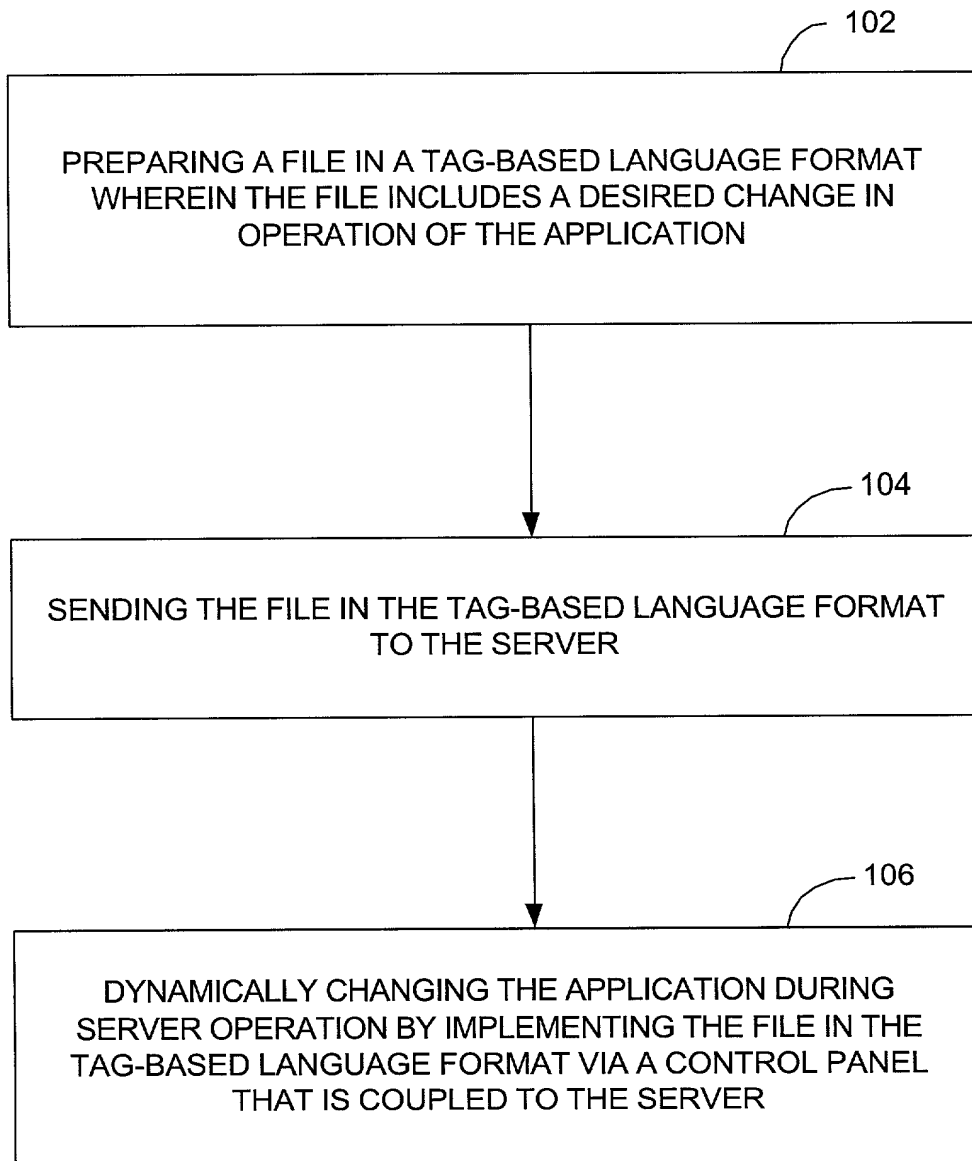 102
PREPARING A FILE IN A TAG-BASED LANGUAGE FORMAT
WHEREIN THE FILE INCLUDES A DESIRED CHANGE IN
OPERATION OF THE APPLICATION
104
SENDING THE FILE IN THE TAG-BASED LANGUAGE FORMAT
TO THE SERVER
106
DYNAMICALLY CHANGING THE APPLICATION DURING
SERVER OPERATION BY IMPLEMENTING THE FILE IN THE
TAG-BASED LANGUAGE FORMAT VIA A CONTROL PANEL
THAT IS COUPLED TO THE SERVER